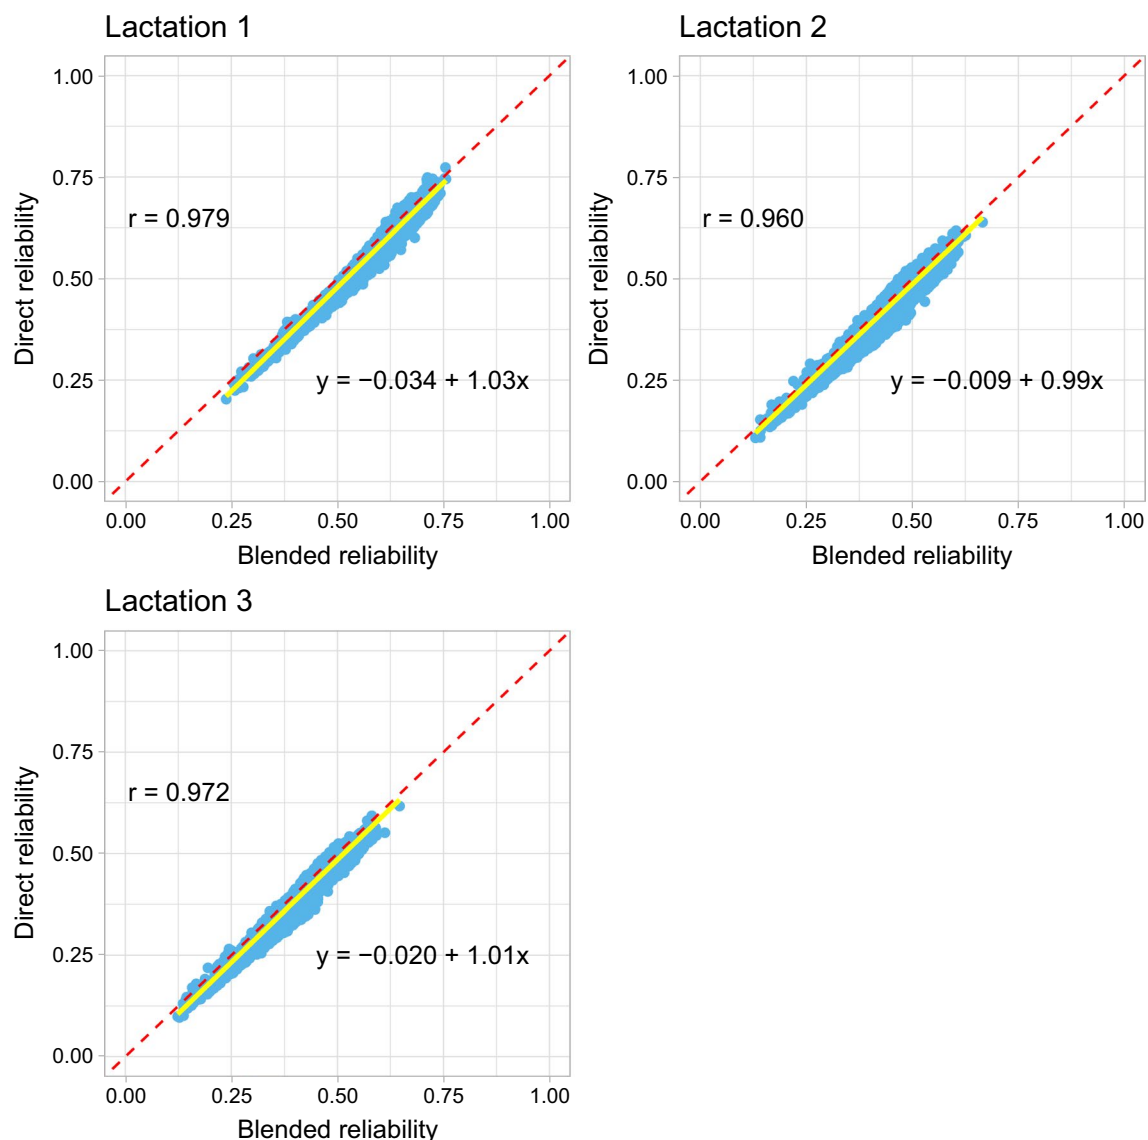 Lactation 1
Direct reliability
1.00
0.75
0.50
0.25
0.00
r = 0.979
y = −0.034 + 1.03x
0.00 0.25 0.50 0.75 1.00
Blended reliability
Lactation 2
Direct reliability
1.00
0.75
0.50
0.25
0.00
r = 0.960
y = −0.009 + 0.99x
0.00 0.25 0.50 0.75 1.00
Blended reliability
Lactation 3
Direct reliability
1.00
0.75
0.50
0.25
0.00
r = 0.972
y = −0.020 + 1.01x
0.00 0.25 0.50 0.75 1.00
Blended reliability